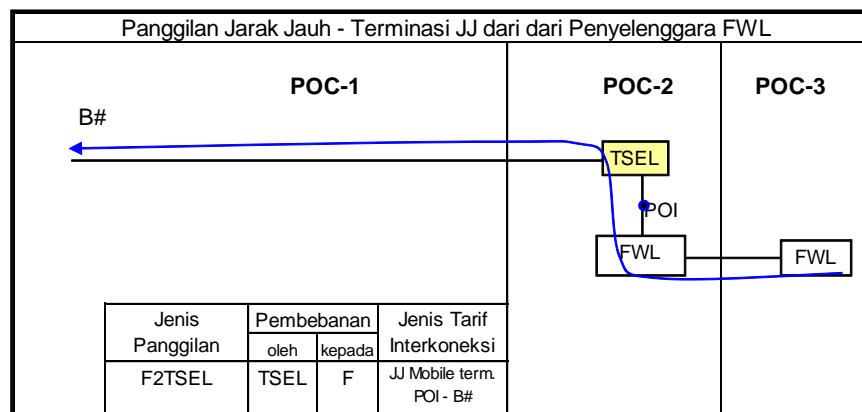 Panggilan Jarak Jauh - Terminasi JJ dari dari Penyelenggara FWL
POC-1 POC-2 POC-3
B#
TSEL
POI
FWL FWL
Jenis Panggilan Pembebanan Jenis Tarif Interkoneksi
oleh kepada
F2TSEL TSEL F JJ Mobile term.
POI - B#